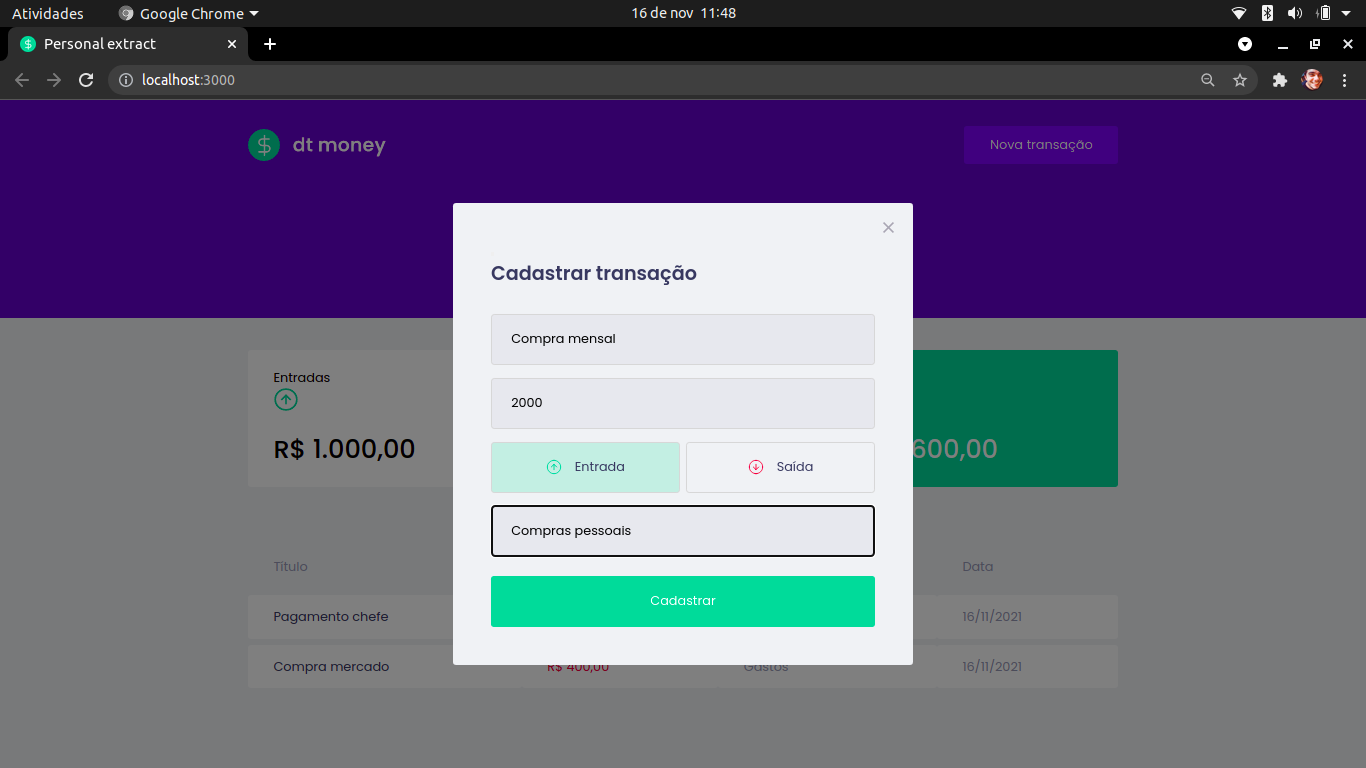 Atividades
Google Chrome
16 de nov 11:48
Personal extract
localhost:3000
$ dt money
Nova transação
Cadastrar transação
Compra mensal
2000
Entrada
Saída
Compras pessoais
Cadastrar
Entradas
R$ 1.000,00
600,00
Título
Data
Pagamento chefe
16/11/2021
Compra mercado
R$ 400,00
Gastos
16/11/2021